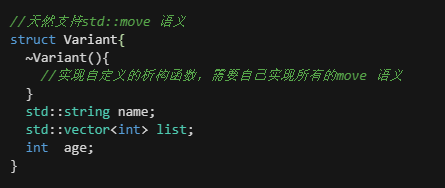 //天然支持std::move 语义
struct Variant{
  ~Variant(){
    //实现自定义的析构函数，需要自己实现所有的move 语义
  }
  std::string name;
  std::vector<int> list;
  int  age;
}